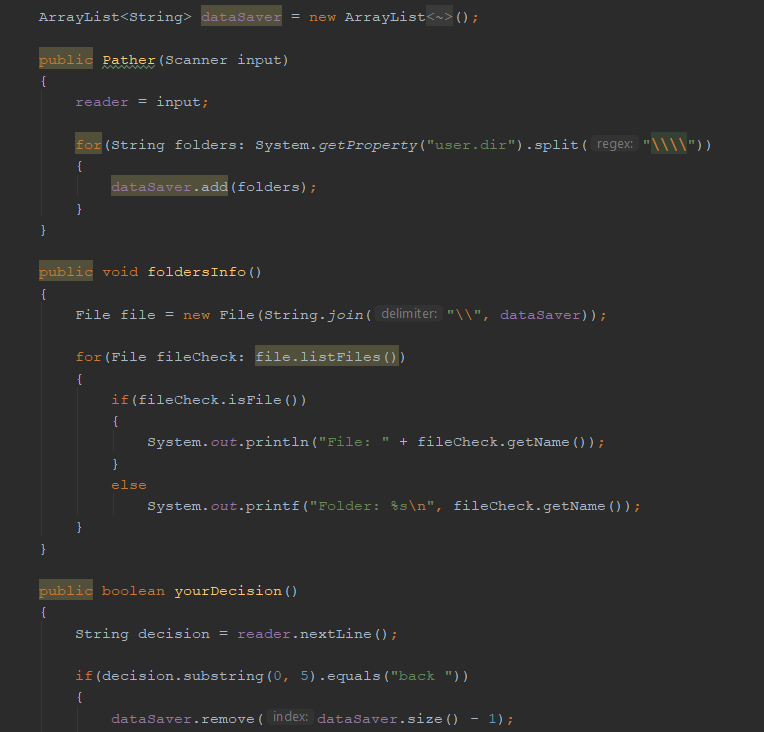 ArrayList<String> dataSaver = new ArrayList<~>();
public Pather(Scanner input)
{
reader = input;
for(String folders: System.getProperty("user.dir").split( regex: "\\\\"))
{
dataSaver.add(folders);
}
}
public void foldersInfo()
{
File file = new File(String.join( delimiter: "\\", dataSaver));
for(File fileCheck: file.listFiles())
{
if(fileCheck.isFile())
{
System.out.println("File: " + fileCheck.getName());
}
else
System.out.printf("Folder: %s\n", fileCheck.getName());
}
}
public boolean yourDecision()
{
String decision = reader.nextLine();
if(decision.substring(0, 5).equals("back "))
{
dataSaver.remove( index: dataSaver.size() - 1);